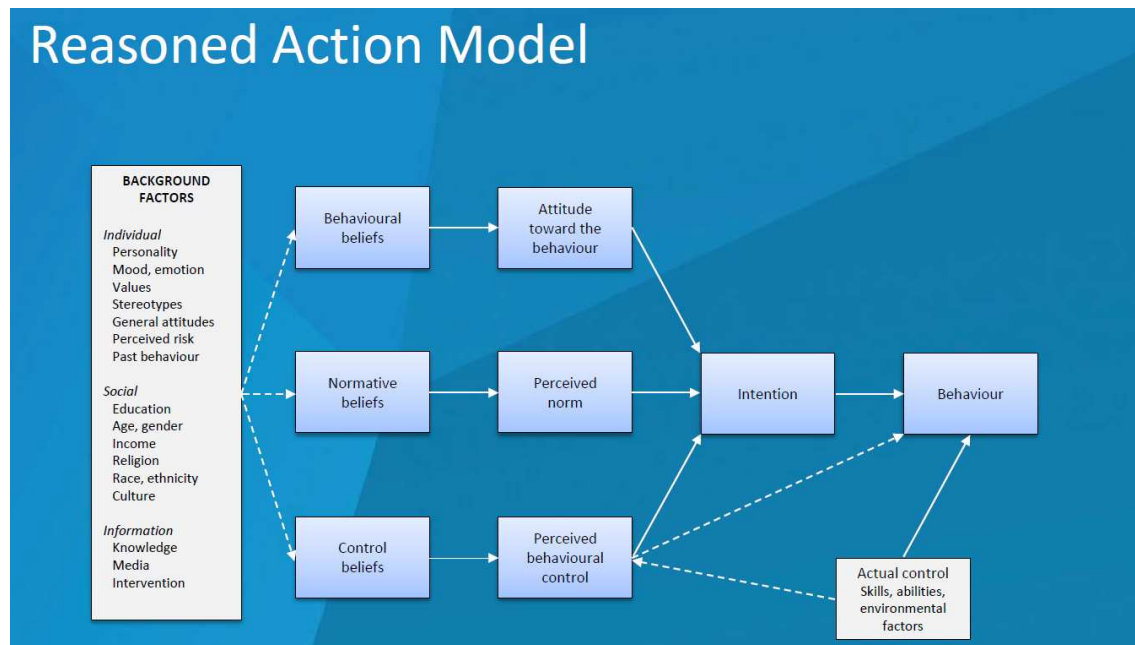 Reasoned Action Model
BACKGROUND
FACTORS
Individual
Personality
Mood, emotion
Values
Stereotypes
General attitudes
Perceived risk
Past behaviour
Social
Education
Age, gender
Income
Religion
Race, ethnicity
Culture
Information
Knowledge
Media
Intervention
Behavioural
beliefs
Attitude
toward the
behaviour
Normative
beliefs
Perceived
norm
Intention
Behaviour
Control
beliefs
Perceived
behavioural
control
Actual control
Skills, abilities,
environmental
factors